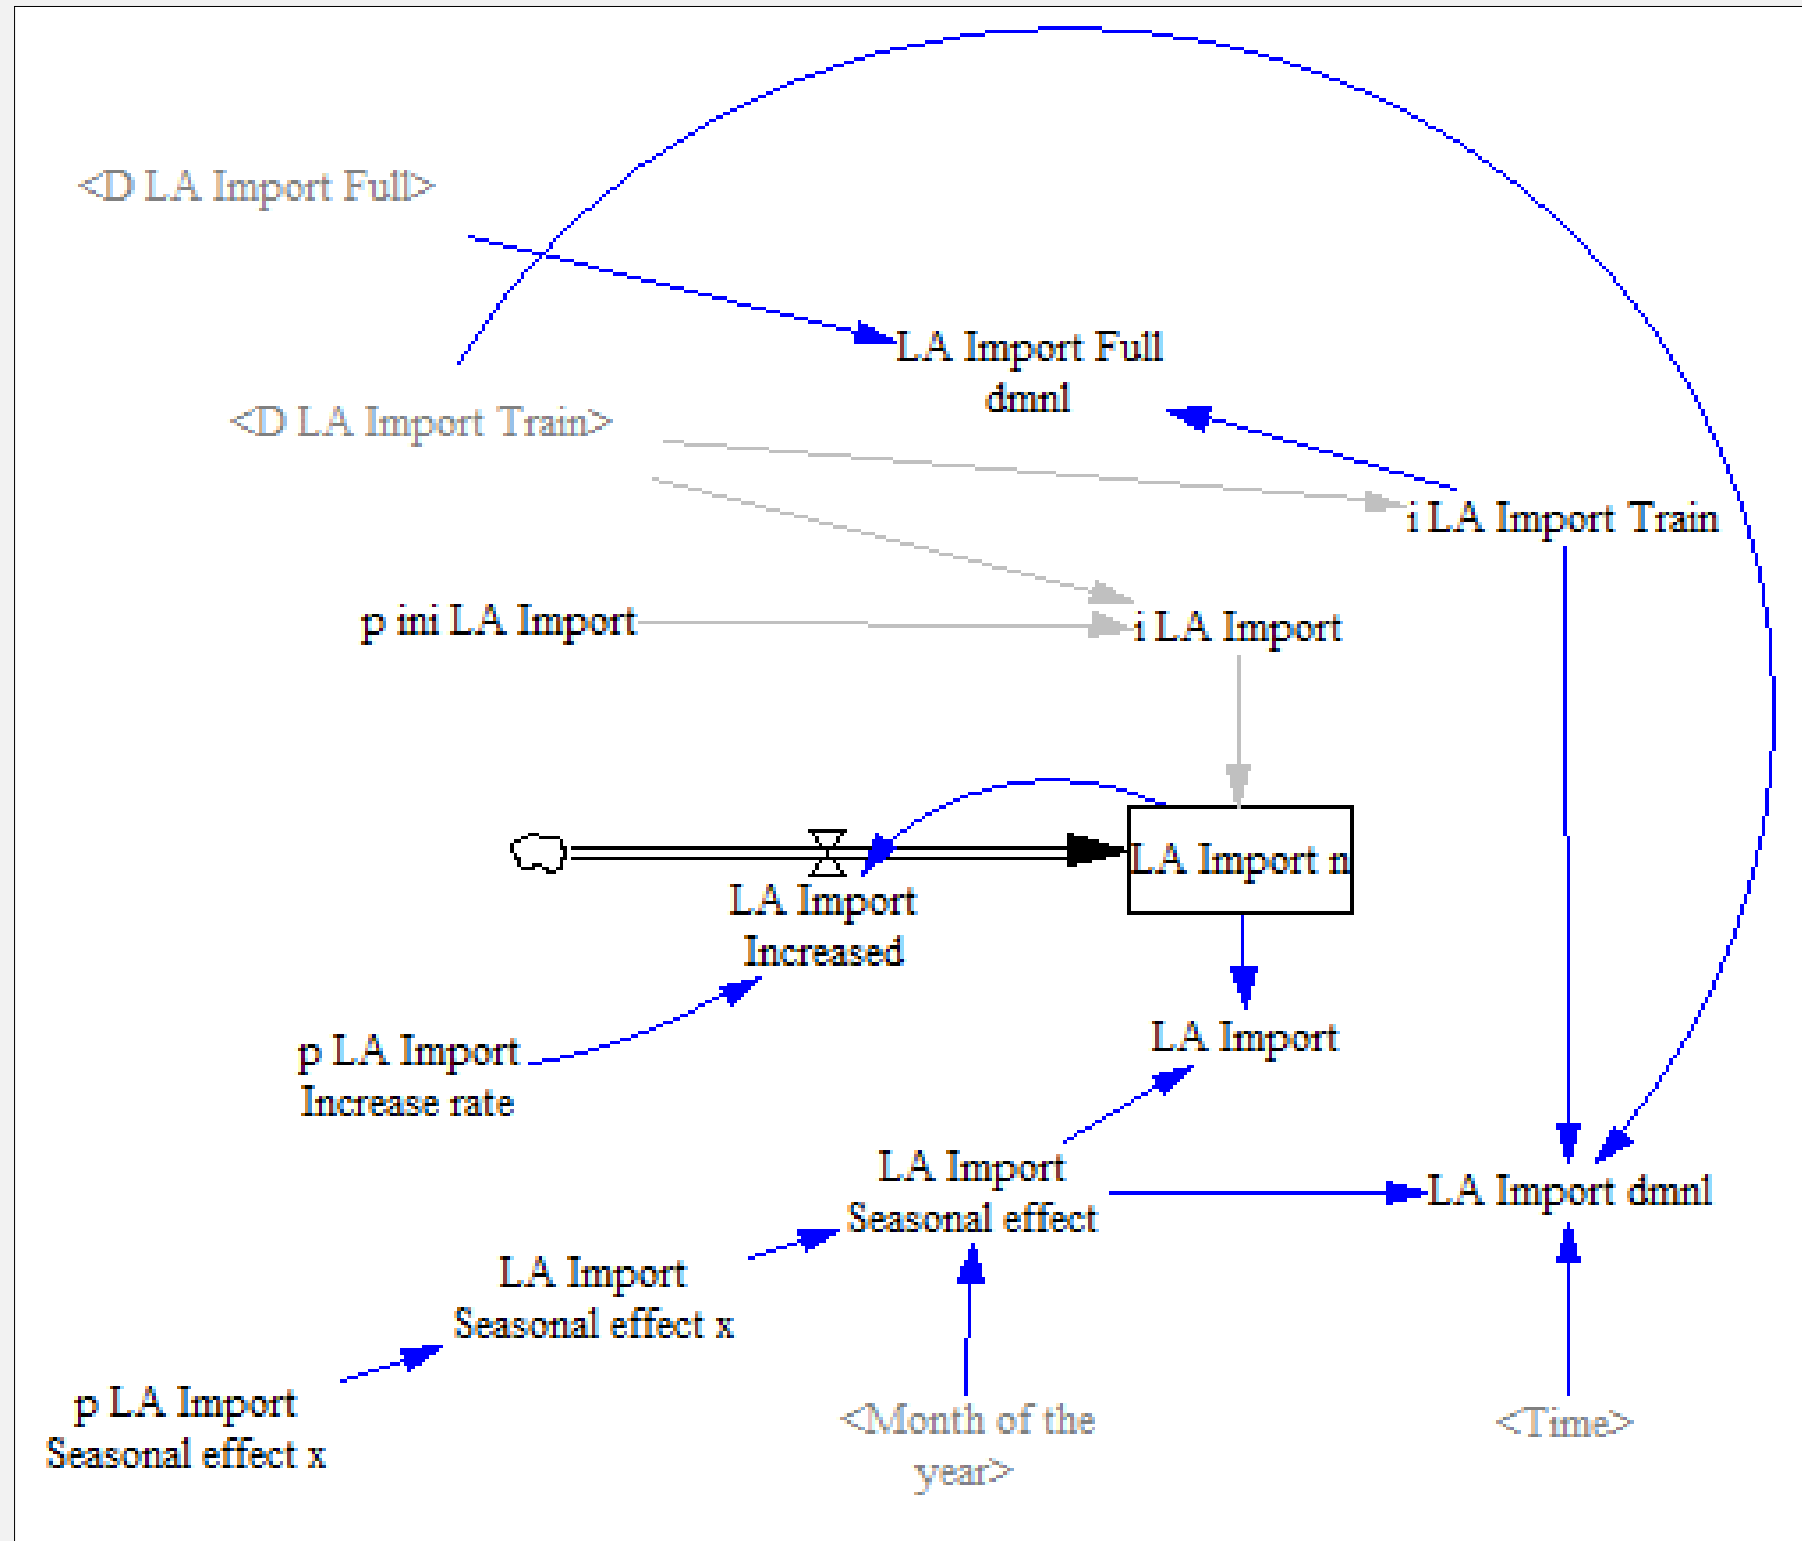 <D LA Import Full>
LA Import Full
dmnl
<D LA Import Train>
i LA Import Train
p ini LA Import
i LA Import
LA Import n
LA Import
Increased
LA Import
p LA Import
Increase rate
LA Import
Seasonal effect
LA Import dmnl
LA Import
Seasonal effect x
p LA Import
Seasonal effect x
<Month of the
year>
<Time>